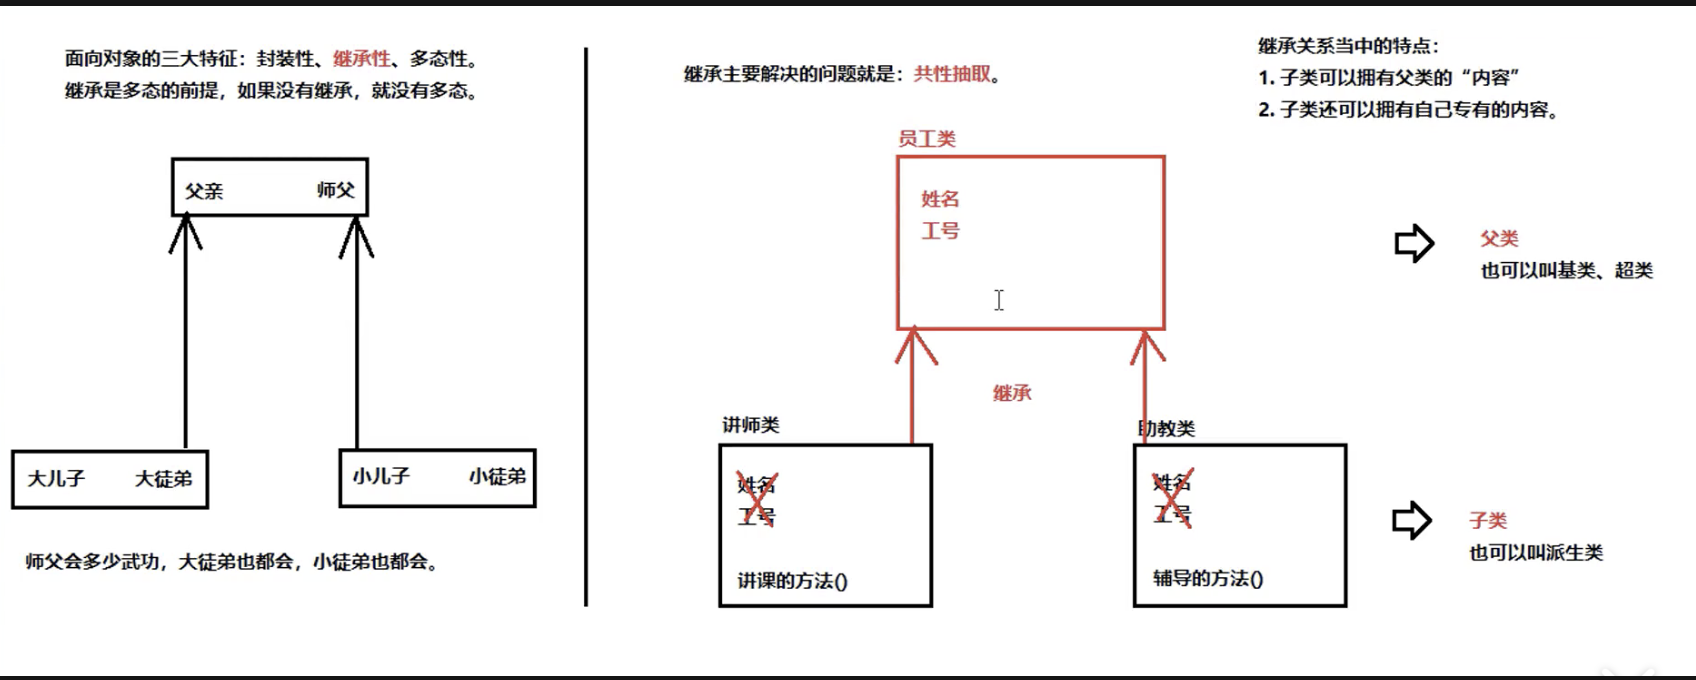 面向对象的三大特征：封装性、继承性、多态性。
继承是多态的前提，如果没有继承，就没有多态。
父亲 师父
大儿子 大徒弟
小儿子 小徒弟
师父会多少武功，大徒弟也都会，小徒弟也都会。
继承主要解决的问题就是：共性抽取。
员工类
姓名
工号
继承
讲师类
姓名
工号
讲课的方法()
助教类
姓名
工号
辅导的方法()
继承关系当中的特点：
1. 子类可以拥有父类的“内容”
2. 子类还可以拥有自己专有的内容。
父类
也可以叫基类、超类
子类
也可以叫派生类